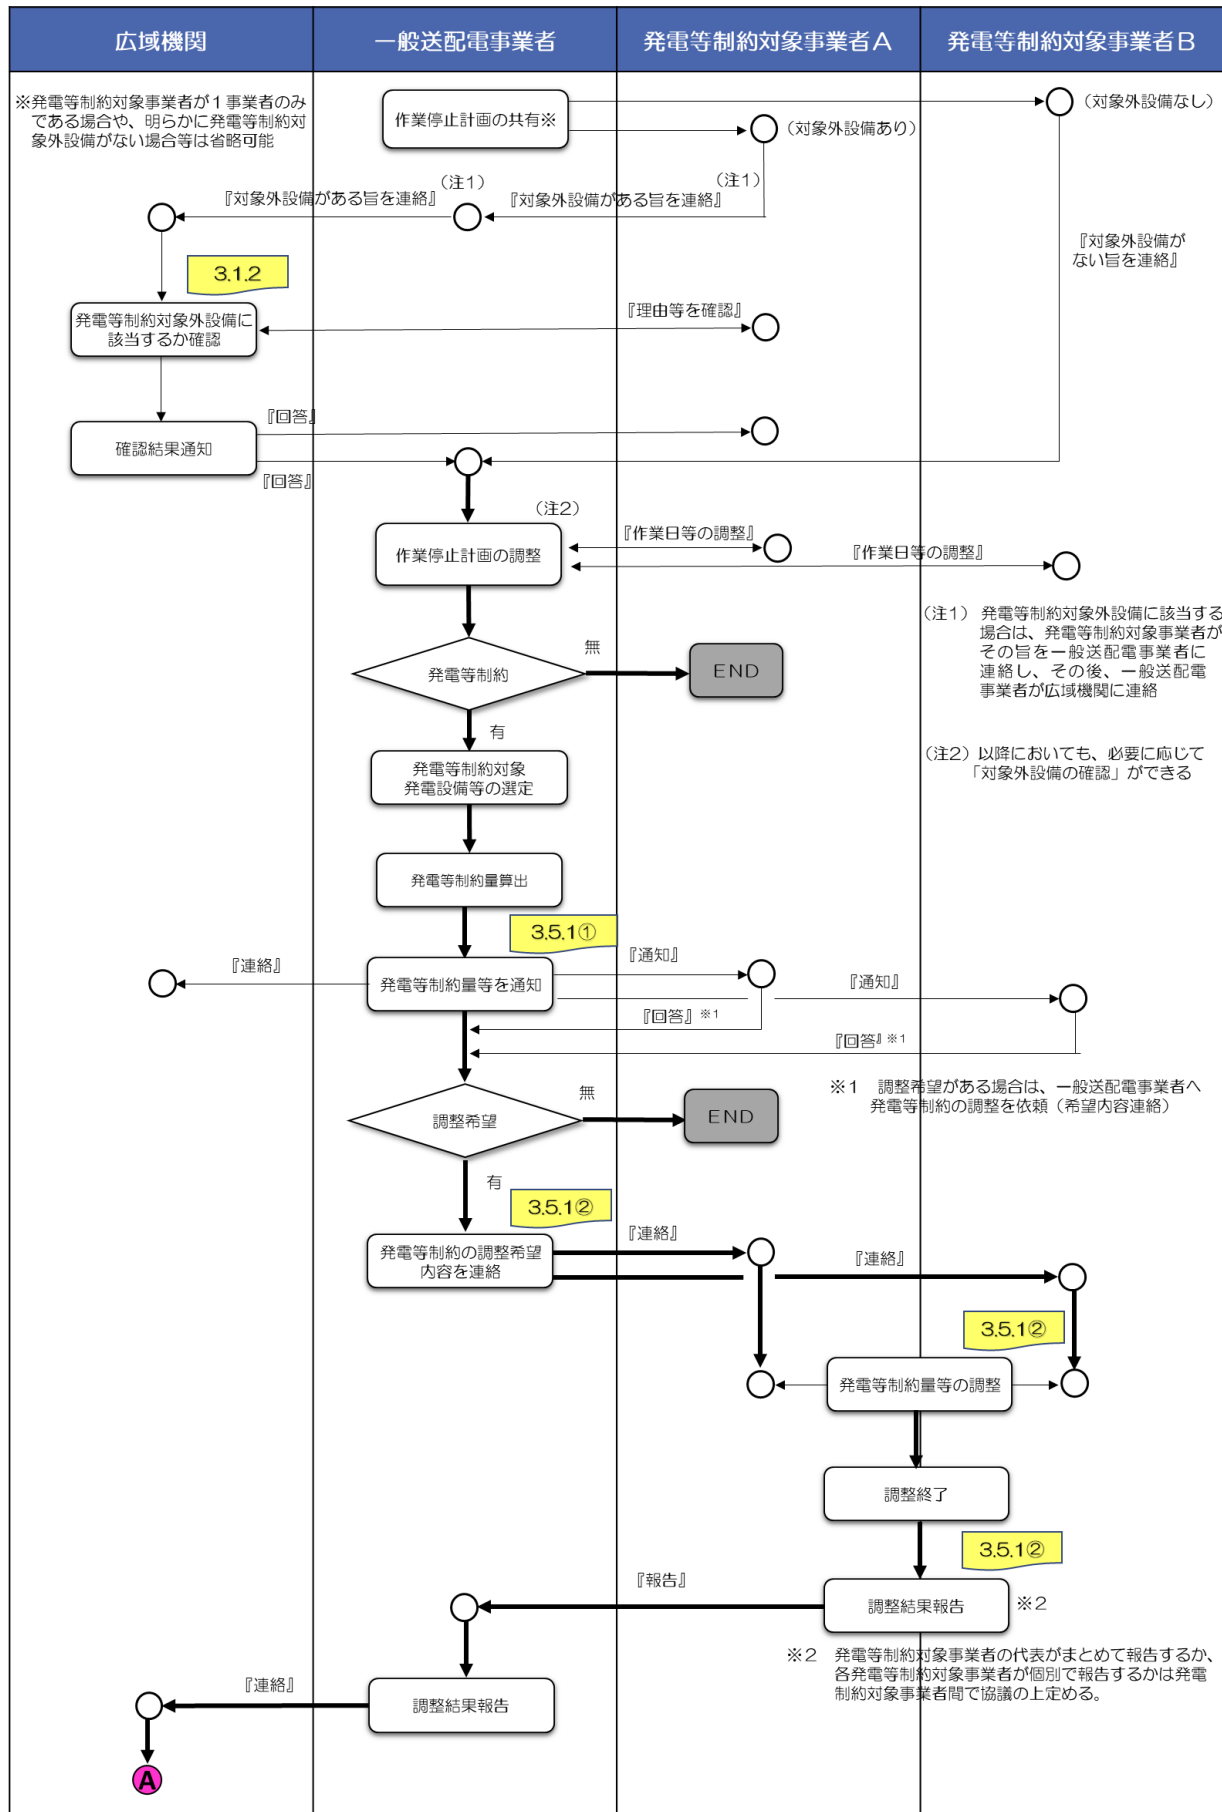 広域機関
一般送配電事業者
発電等制約対象事業者A
発電等制約対象事業者B
※発電等制約対象事業者が1事業者のみ
である場合や、明らかに発電等制約対
象外設備がない場合等は省略可能
作業停止計画の共有※
(対象外設備なし)
(対象外設備あり)
(注1)
(注1)
『対象外設備がある旨を連絡』
『対象外設備がある旨を連絡』
『対象外設備が
ない旨を連絡』
3.1.2
発電等制約対象外設備に
該当するか確認
『理由等を確認』
確認結果通知
『回答』
『回答』
(注2)
作業停止計画の調整
『作業日等の調整』
『作業日等の調整』
(注1) 発電等制約対象外設備に該当する
場合は、発電等制約対象事業者が
その旨を一般送配電事業者に
連絡し、その後、一般送配電
事業者が広域機関に連絡
発電等制約
無
END
有
(注2)以降においても、必要に応じて
「対象外設備の確認」ができる
発電等制約対象
発電設備等の選定
発電等制約量算出
3.5.1①
発電等制約量等を通知
『連絡』
『通知』
『通知』
『回答』※1
『回答』※1
※1 調整希望がある場合は、一般送配電事業者へ
発電等制約の調整を依頼(希望内容連絡)
調整希望
無
END
有
3.5.1②
発電等制約の調整希望
内容を連絡
『連絡』
『連絡』
3.5.1②
発電等制約量等の調整
調整終了
3.5.1②
調整結果報告
※2
『報告』
※2 発電等制約対象事業者の代表がまとめて報告するか、
各発電等制約対象事業者が個別で報告するかは発電
制約対象事業者間で協議の上定める。
調整結果報告
『連絡』
A